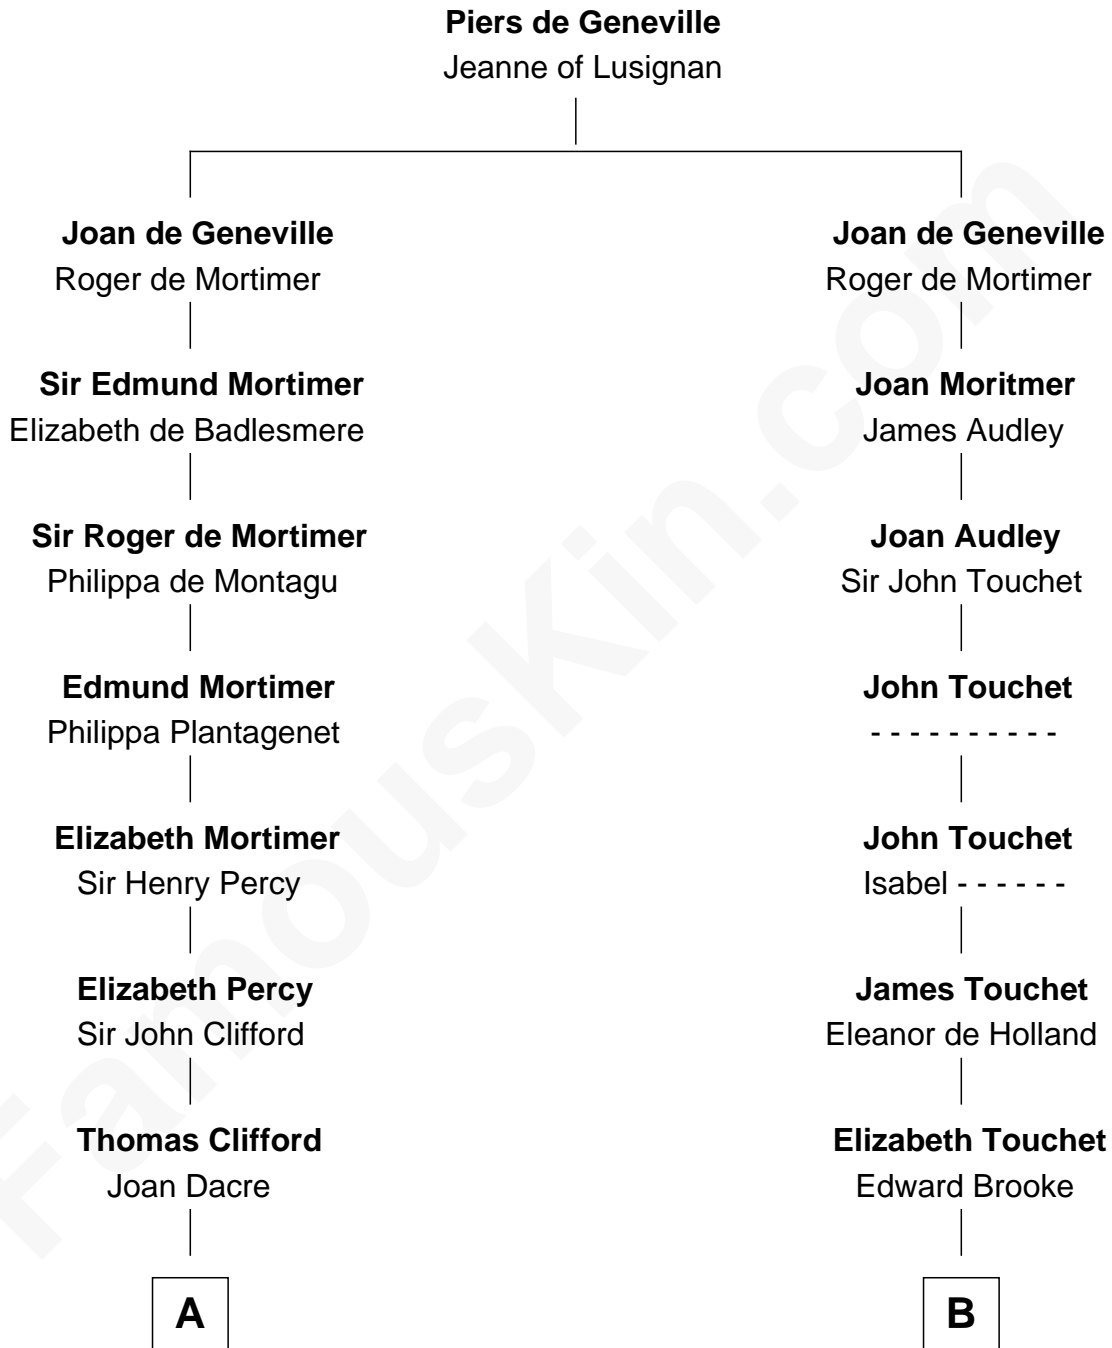 Piers de Geneville
Jeanne of Lusignan
Joan de Geneville
Roger de Mortimer
Joan de Geneville
Roger de Mortimer
Sir Edmund Mortimer
Elizabeth de Badlesmere
Joan Moritmer
James Audley
Sir Roger de Mortimer
Philippa de Montagu
Joan Audley
Sir John Touchet
Edmund Mortimer
Philippa Plantagenet
John Touchet
- - - - - - - - - -
Elizabeth Mortimer
Sir Henry Percy
John Touchet
Isabel - - - - - -
Elizabeth Percy
Sir John Clifford
James Touchet
Eleanor de Holland
Thomas Clifford
Joan Dacre
Elizabeth Touchet
Edward Brooke
A
B
FamousKin.com